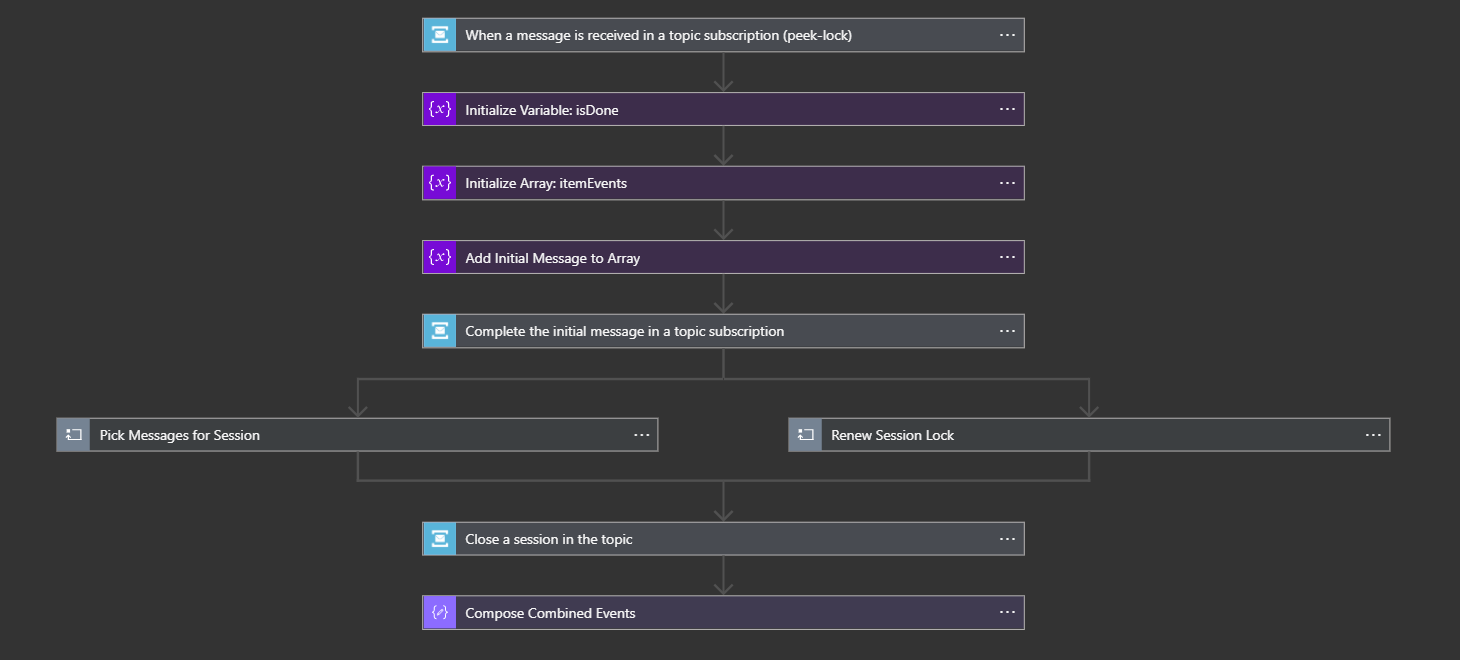 When a message is received in a topic subscription (peek-lock)
{x} Initialize Variable: isDone
{x} Initialize Array: itemEvents
{x} Add Initial Message to Array
Complete the initial message in a topic subscription
Pick Messages for Session
Renew Session Lock
Close a session in the topic
Compose Combined Events